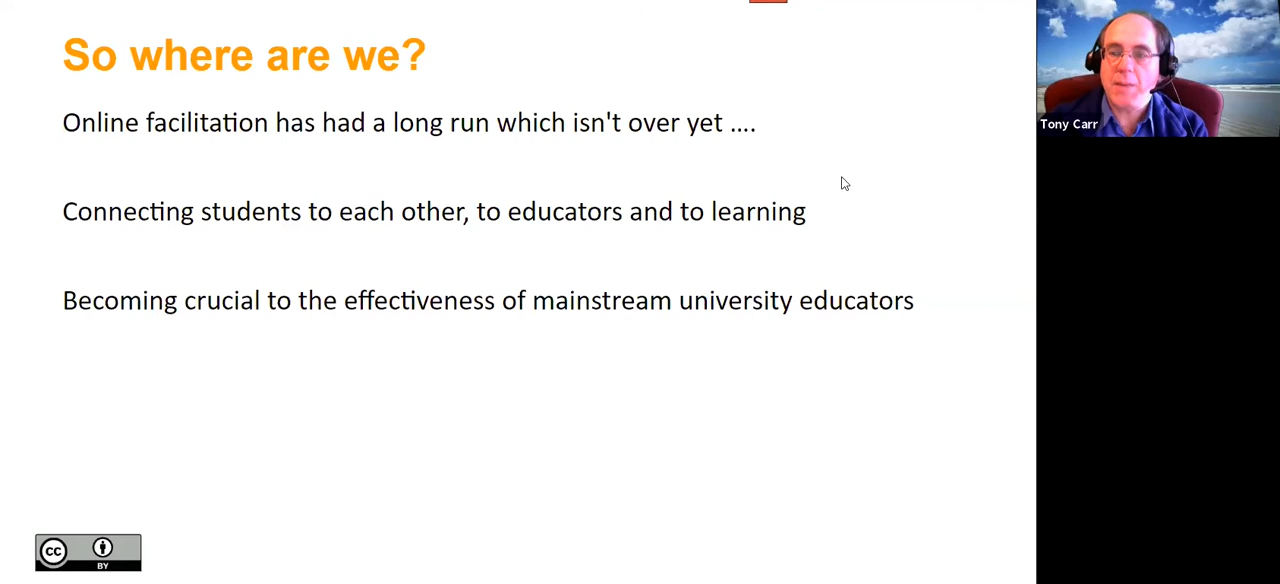 So where are we?
Online facilitation has had a long run which isn't over yet ....
Connecting students to each other, to educators and to learning
Becoming crucial to the effectiveness of mainstream university educators
Tony Carr
cc
BY